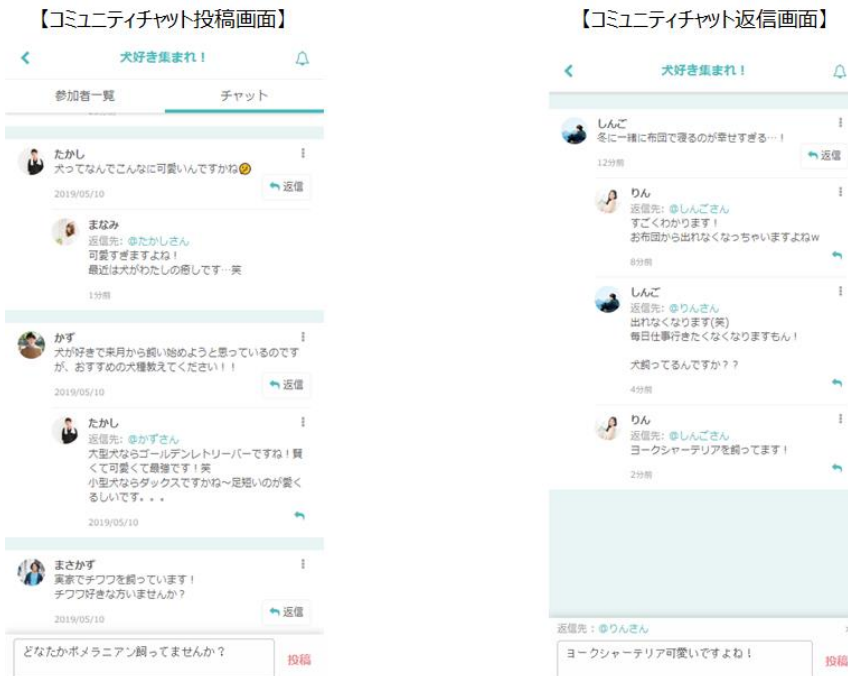 【コミュニティチャット投稿画面】
犬好き集まれ！
参加者一覧
チャット
たかし
犬ってなんでこんなに可愛いんですかね
返信
2019/05/10
まなみ
返信先: @たかしさん
可愛すぎますよね！
最近は犬がわたしの癒しです…笑
1分前
かず
犬が好きで来月から飼い始めようと思っているのです
が、おすすめの犬種教えてください！！
返信
2019/05/10
たかし
返信先: @かずさん
大型犬ならゴールデンレトリーバーですね！賢
くて可愛くて最強です！笑
小型犬ならダックスですかね～足短いのが愛く
るしいです。。。
2019/05/10
まさかず
実家でチワワを飼っています！
チワワ好きな方いませんか？
返信
2019/05/10
どなたかポメラニアン飼ってませんか？
投稿
【コミュニティチャット返信画面】
犬好き集まれ！
しんご
冬に一緒に布団で寝るのが幸せすぎる…！
返信
12分前
りん
返信先: @しんごさん
すごくわかります！
お布団から出れなくなっちゃいますよねw
8分前
しんご
返信先: @りんさん
出れなくなります(笑)
毎日仕事行きたくなくなりますもん！
犬飼ってるんですか？？
4分前
りん
返信先: @しんごさん
ヨークシャーテリアを飼ってます！
2分前
返信先：@りんさん
ヨークシャーテリア可愛いですよね！
投稿